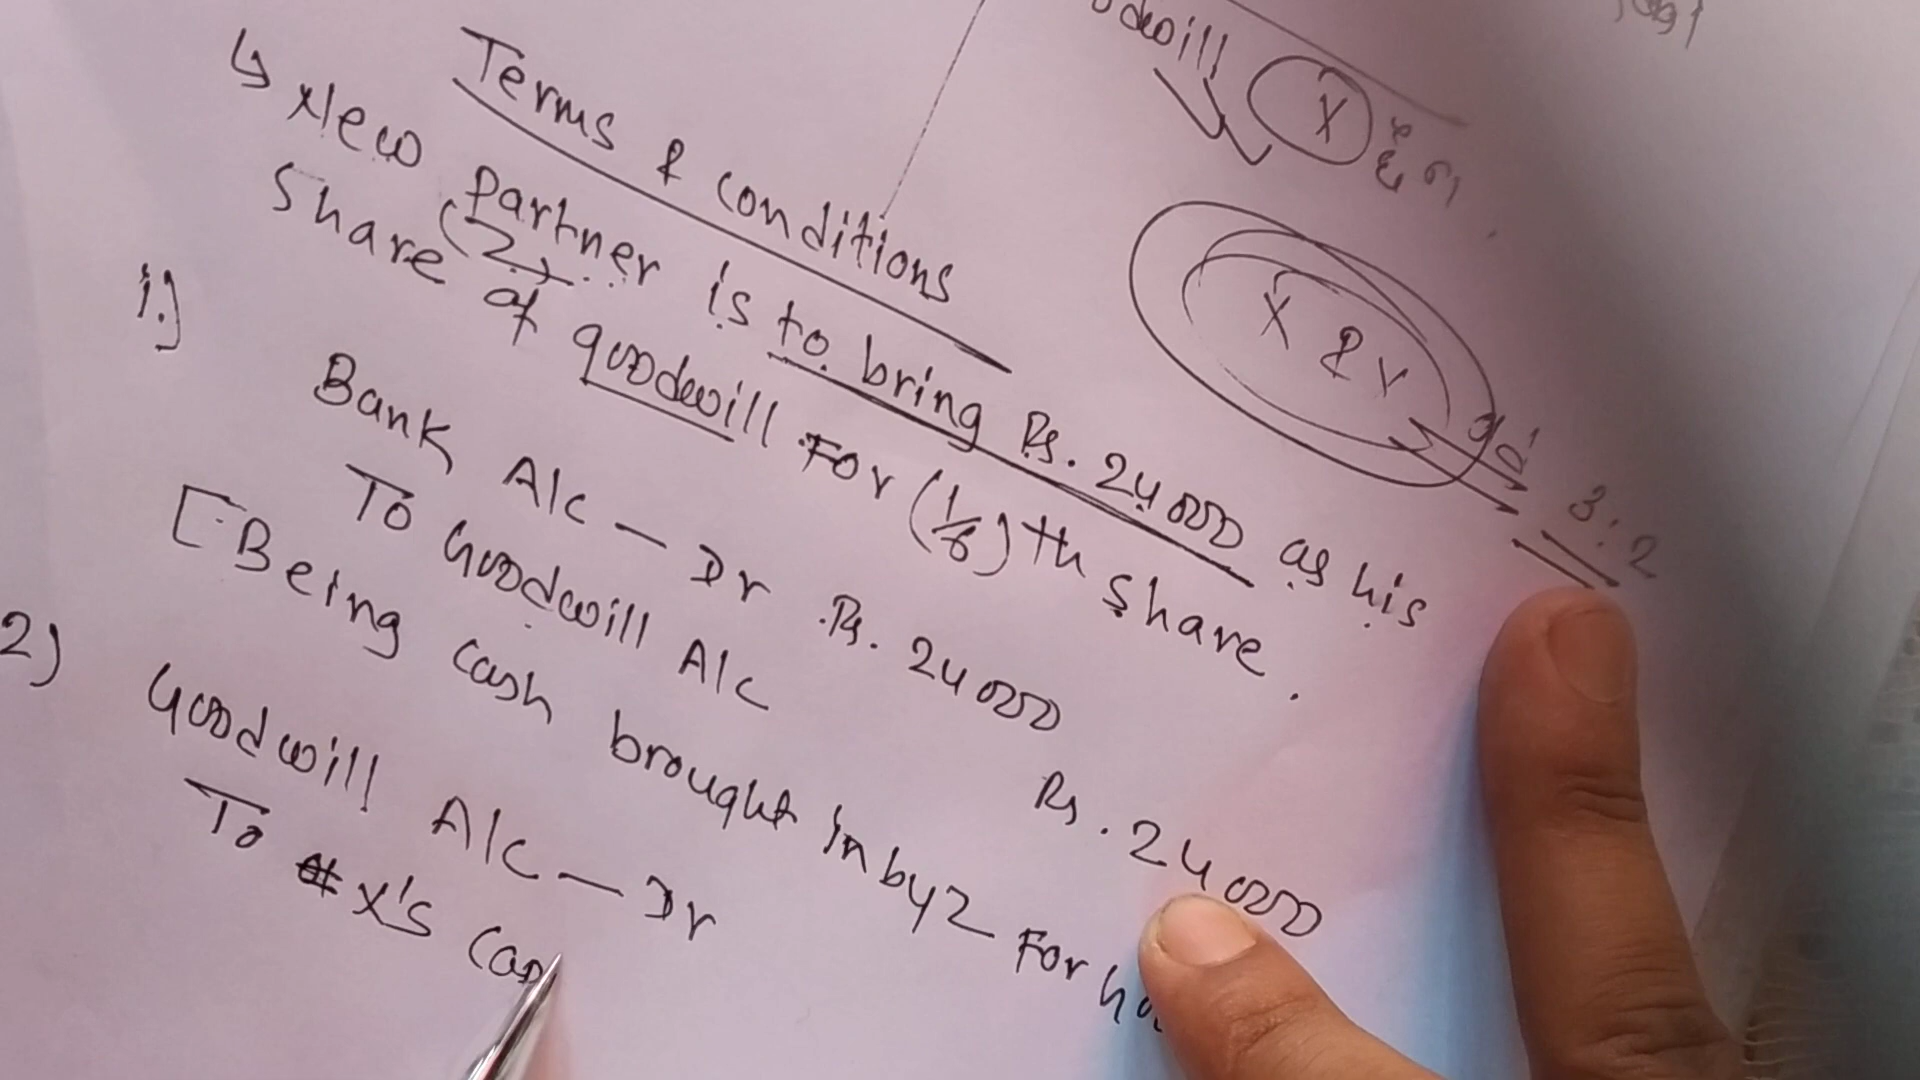 Terms & conditions
↳ New partner is to bring Rs. 24000 as his
(Z)
share of goodwill For (1/6)th share.
i.)
Bank A/c — Dr Rs. 24000
To Goodwill A/c Rs. 24000
[Being cash brought in by Z For
2)
Goodwill A/c — Dr
To X's Cap
odwill
X
X & Y
3:2